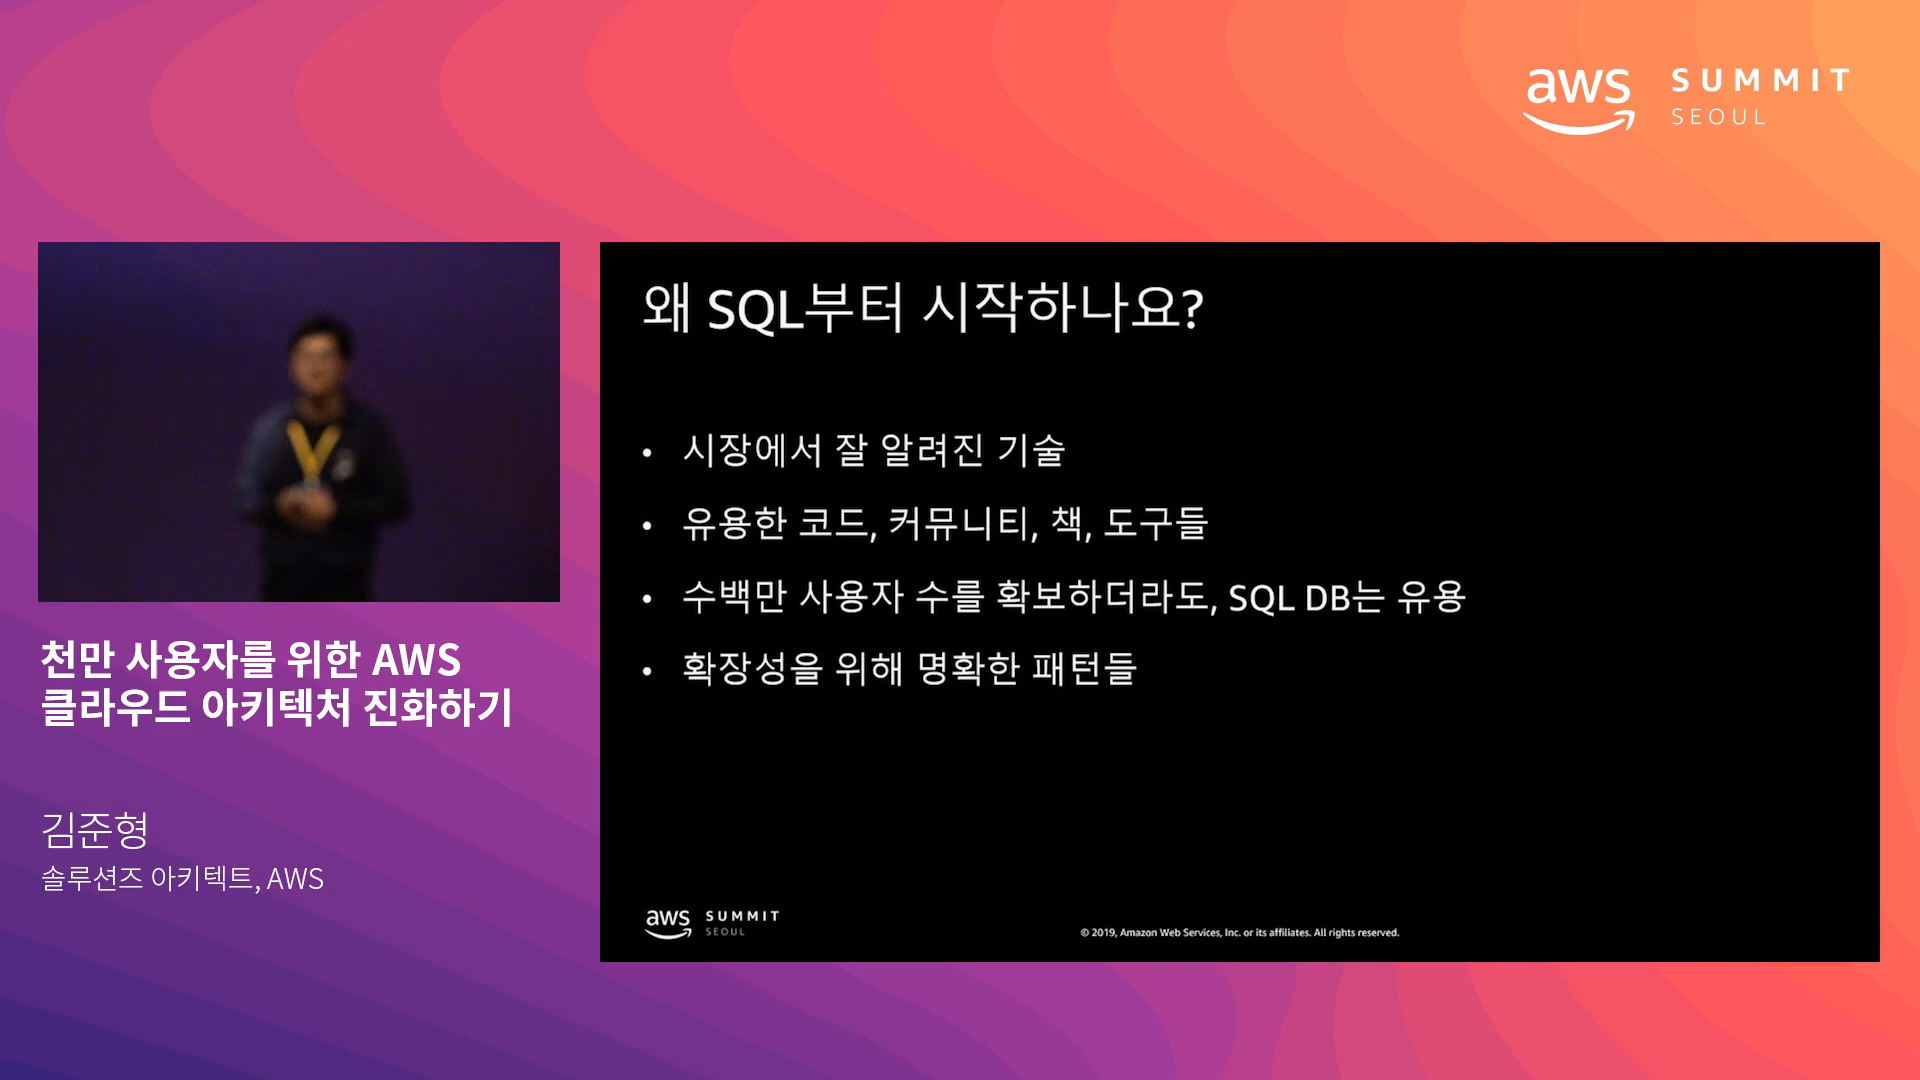 aws SUMMIT
SEOUL
왜 SQL부터 시작하나요?
• 시장에서 잘 알려진 기술
• 유용한 코드, 커뮤니티, 책, 도구들
• 수백만 사용자 수를 확보하더라도, SQL DB는 유용
• 확장성을 위해 명확한 패턴들
aws SUMMIT
SEOUL
© 2019, Amazon Web Services, Inc. or its affiliates. All rights reserved.
천만 사용자를 위한 AWS
클라우드 아키텍처 진화하기
김준형
솔루션즈 아키텍트, AWS